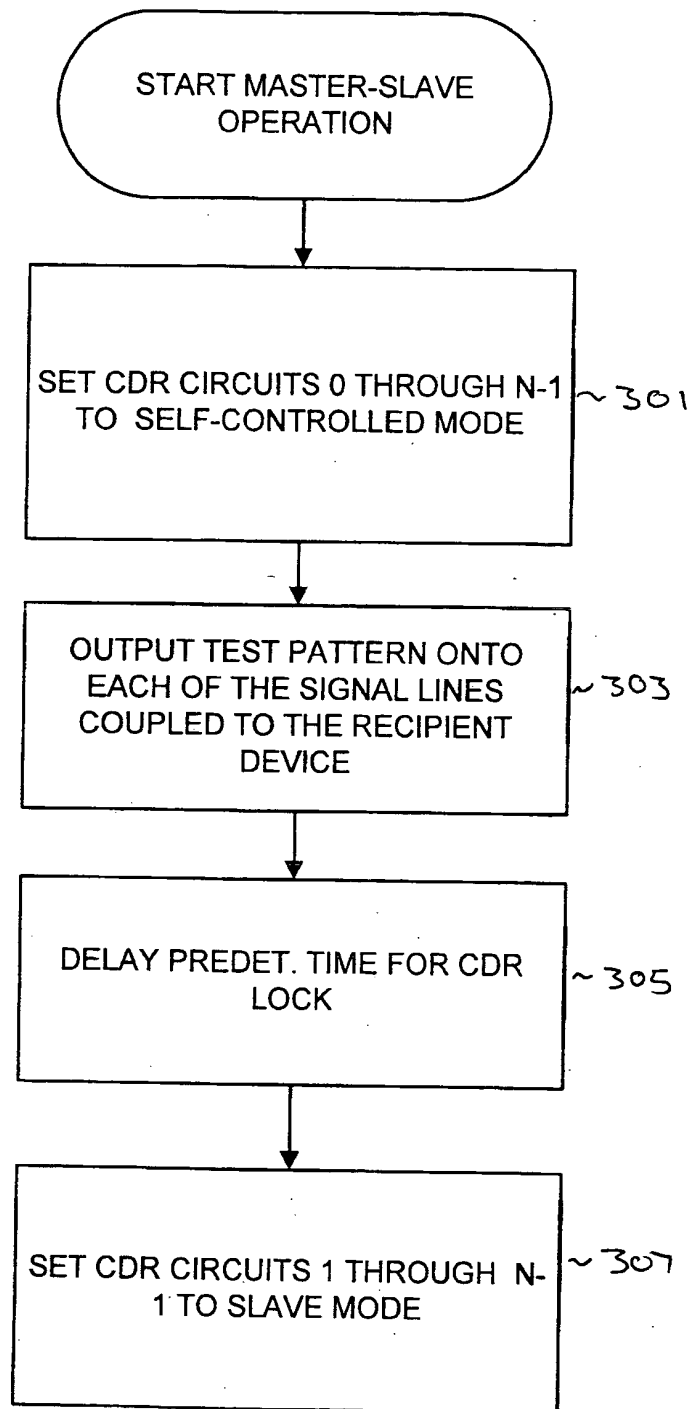 START MASTER-SLAVE
OPERATION
SET CDR CIRCUITS 0 THROUGH N-1
TO SELF-CONTROLLED MODE
~ 301
OUTPUT TEST PATTERN ONTO
EACH OF THE SIGNAL LINES
COUPLED TO THE RECIPIENT
DEVICE
~ 303
DELAY PREDET. TIME FOR CDR
LOCK
~ 305
SET CDR CIRCUITS 1 THROUGH N-
1 TO SLAVE MODE
~ 307